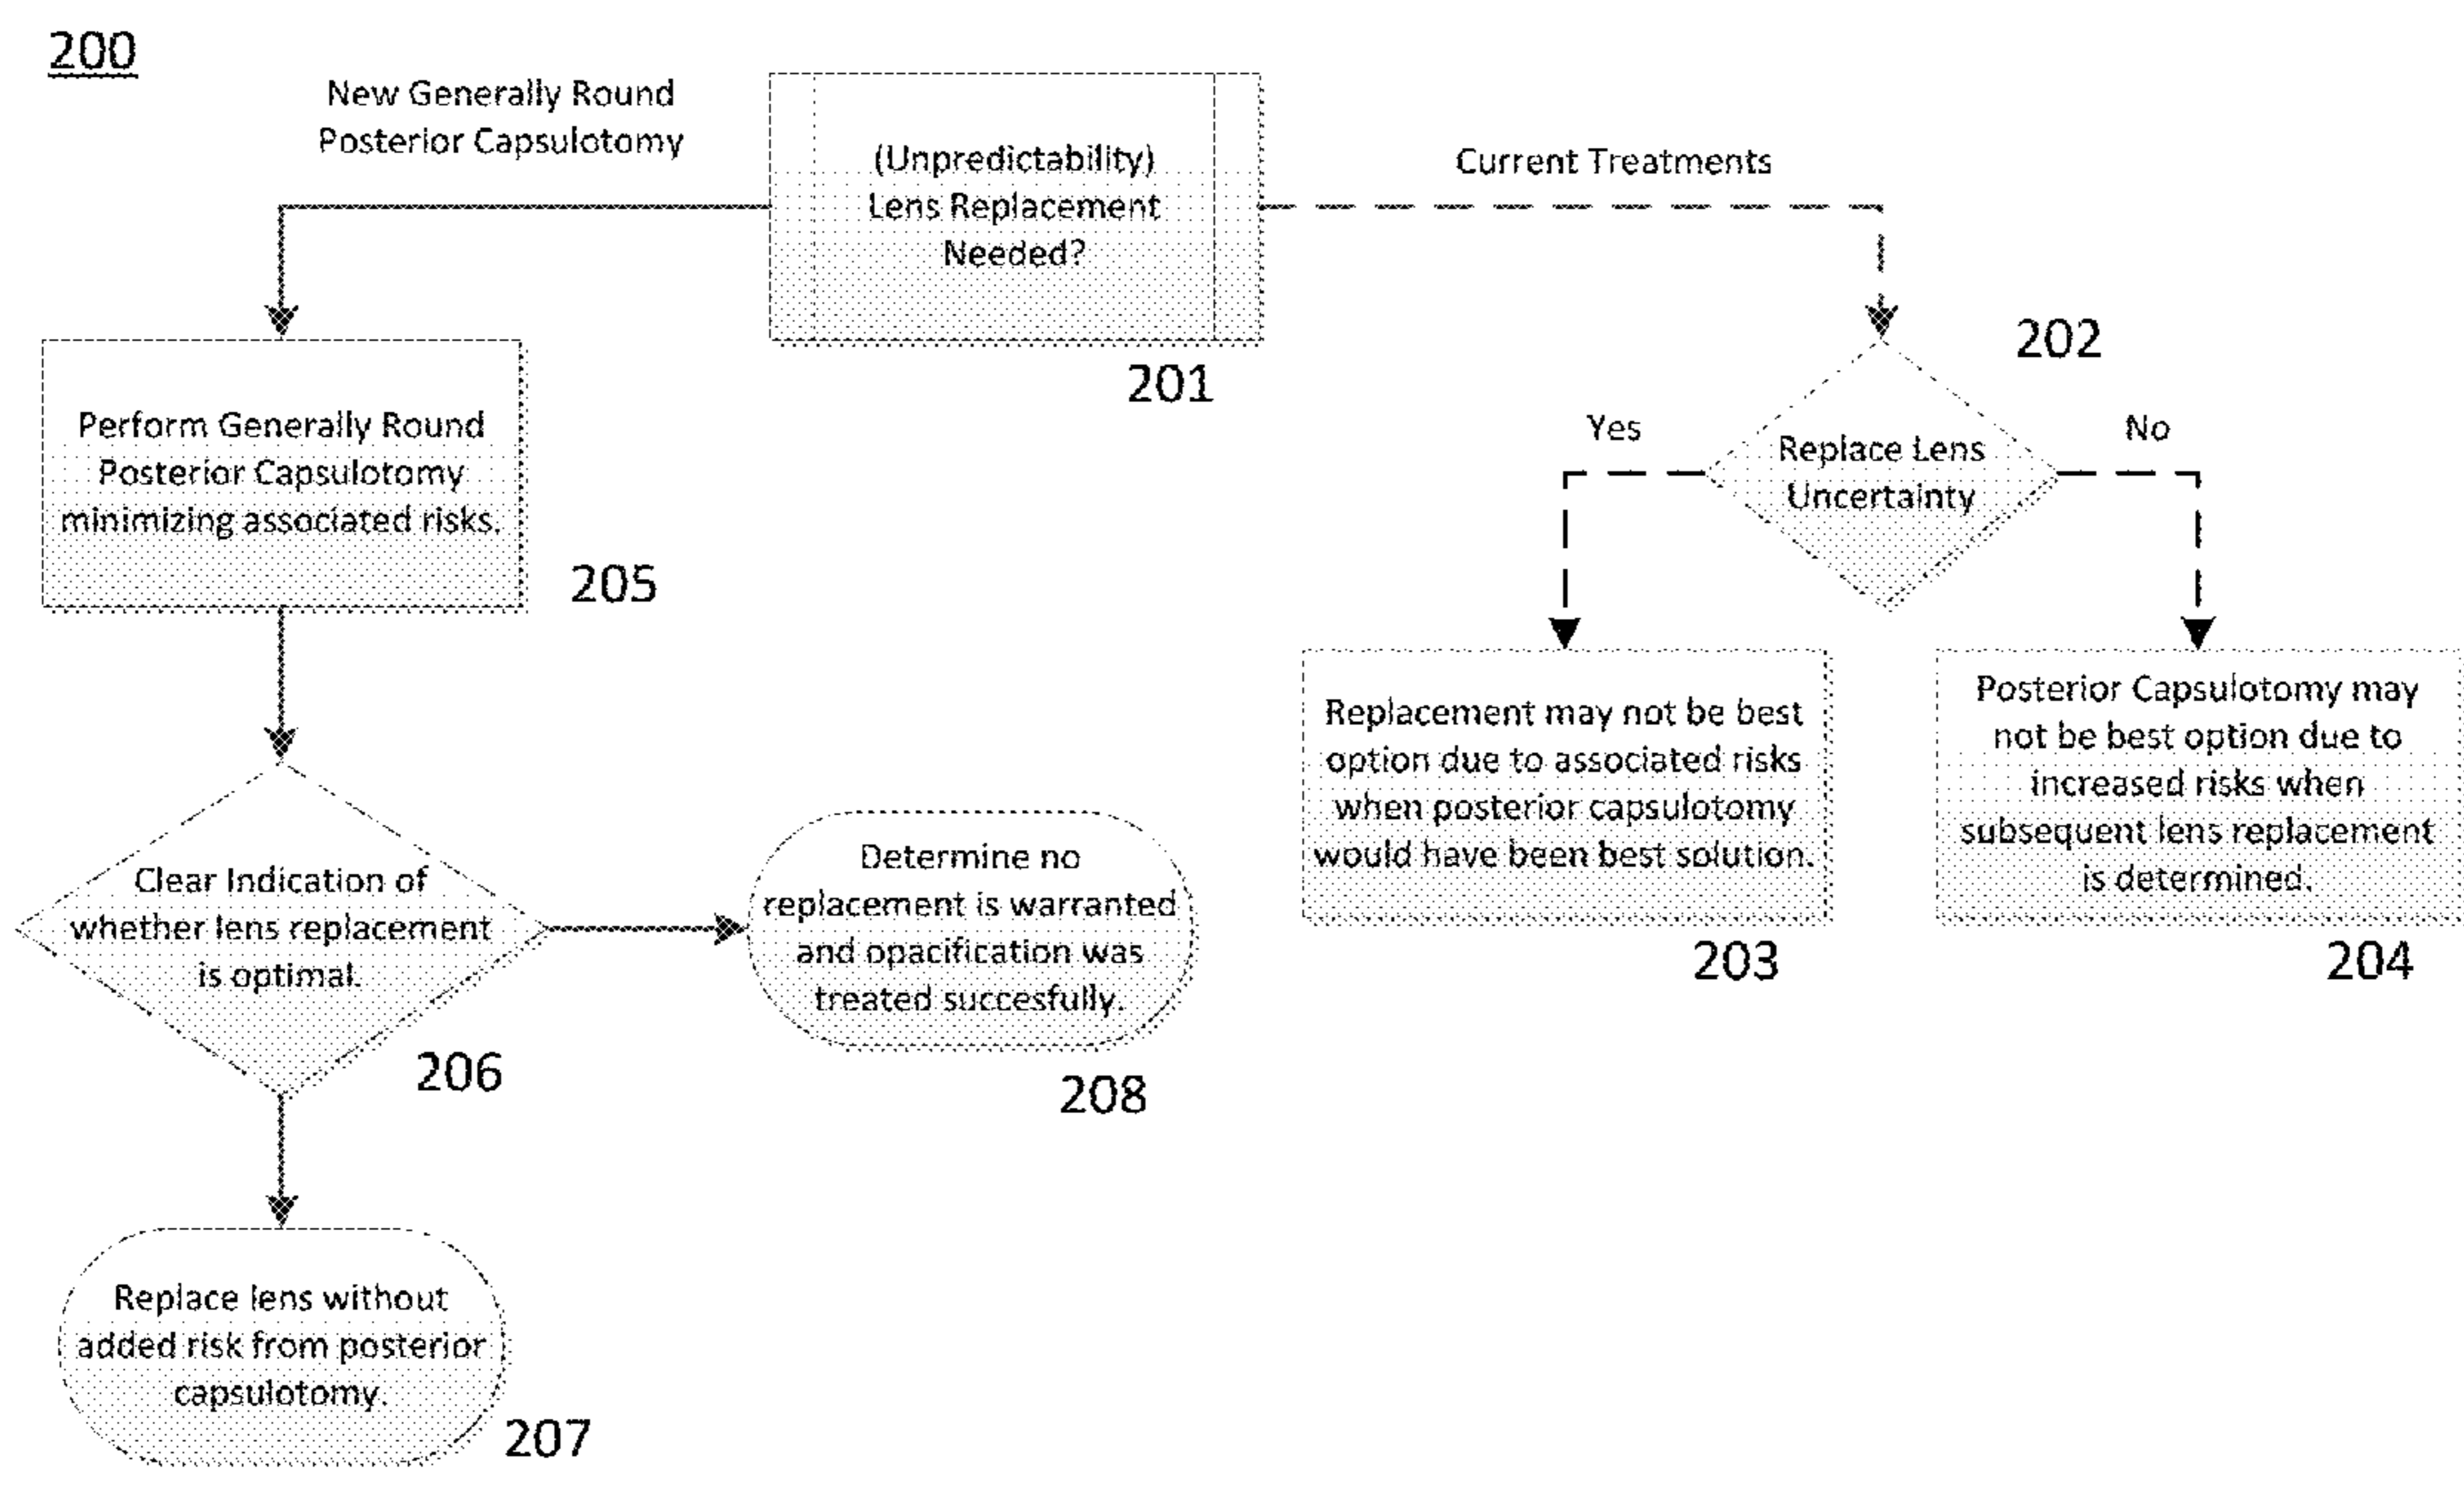 200
New Generally Round
Posterior Capsulotomy
(Unpredictability)
Lens Replacement
Needed?
201
Current Treatments
202
Replace Lens
Uncertainty
Yes
No
Replacement may not be best
option due to associated risks
when posterior capsulotomy
would have been best solution.
203
Posterior Capsulotomy may
not be best option due to
increased risks when
subsequent lens replacement
is determined.
204
Perform Generally Round
Posterior Capsulotomy
minimizing associated risks.
205
Clear Indication of
whether lens replacement
is optimal.
206
Determine no
replacement is warranted
and opacification was
treated succesfully.
208
Replace lens without
added risk from posterior
capsulotomy.
207